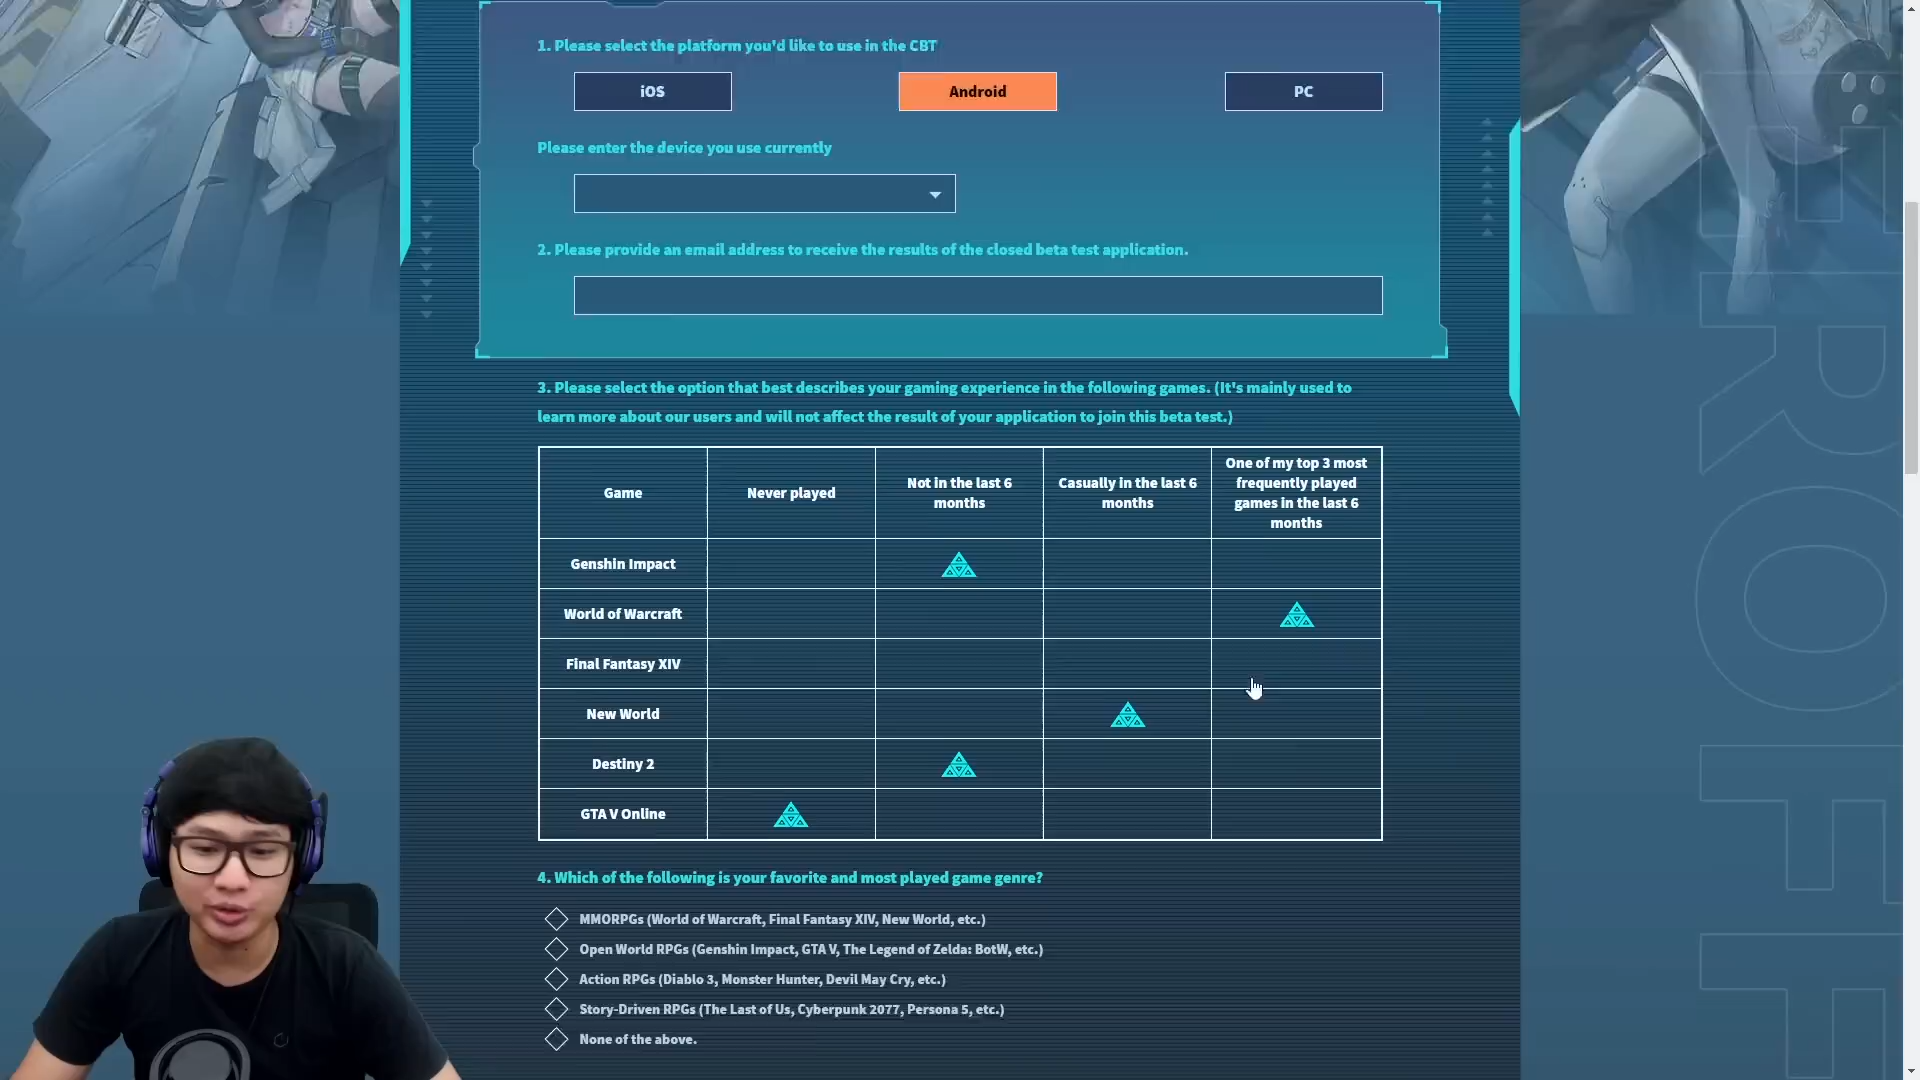 1. Please select the platform you'd like to use in the CBT
iOS
Android
PC
Please enter the device you use currently
2. Please provide an email address to receive the results of the closed beta test application.
3. Please select the option that best describes your gaming experience in the following games. (It's mainly used to
learn more about our users and will not affect the result of your application to join this beta test.)
Game
Never played
Not in the last 6
months
Casually in the last 6
months
One of my top 3 most
frequently played
games in the last 6
months
Genshin Impact
World of Warcraft
Final Fantasy XIV
New World
Destiny 2
GTA V Online
4. Which of the following is your favorite and most played game genre?
MMORPGs (World of Warcraft, Final Fantasy XIV, New World, etc.)
Open World RPGs (Genshin Impact, GTA V, The Legend of Zelda: BotW, etc.)
Action RPGs (Diablo 3, Monster Hunter, Devil May Cry, etc.)
Story-Driven RPGs (The Last of Us, Cyberpunk 2077, Persona 5, etc.)
None of the above.